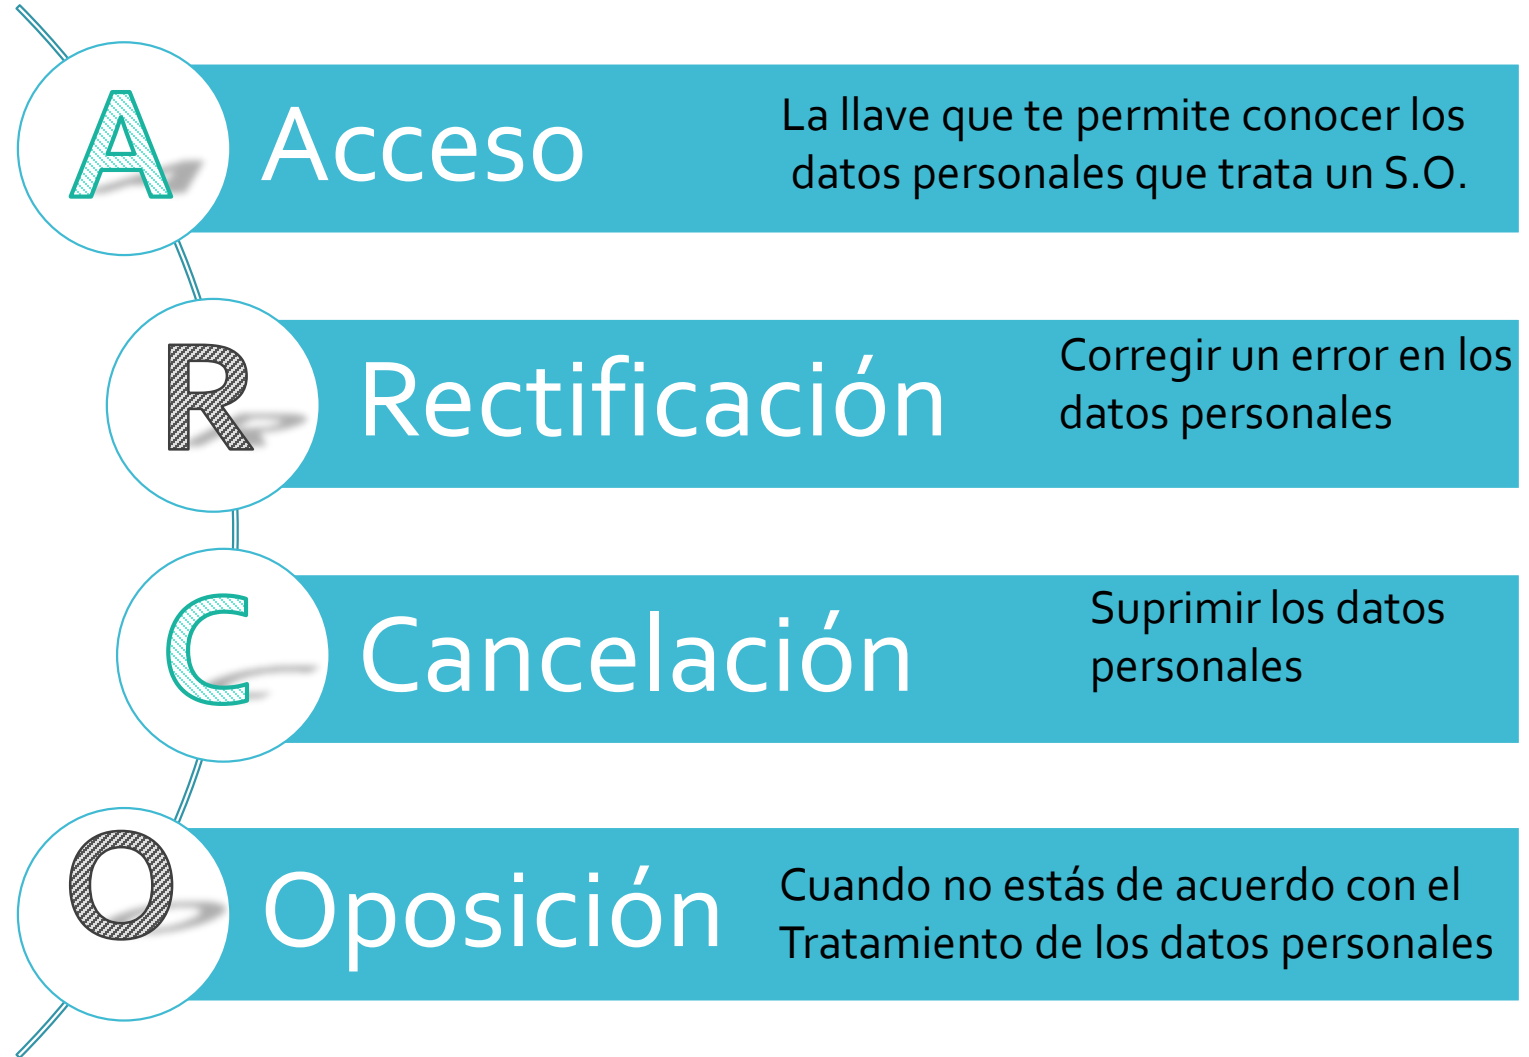 A
Acceso
La llave que te permite conocer los
datos personales que trata un S.O.
R
Rectificación
Corregir un error en los
datos personales
C
Cancelación
Suprimir los datos
personales
O
Oposición
Cuando no estás de acuerdo con el
Tratamiento de los datos personales